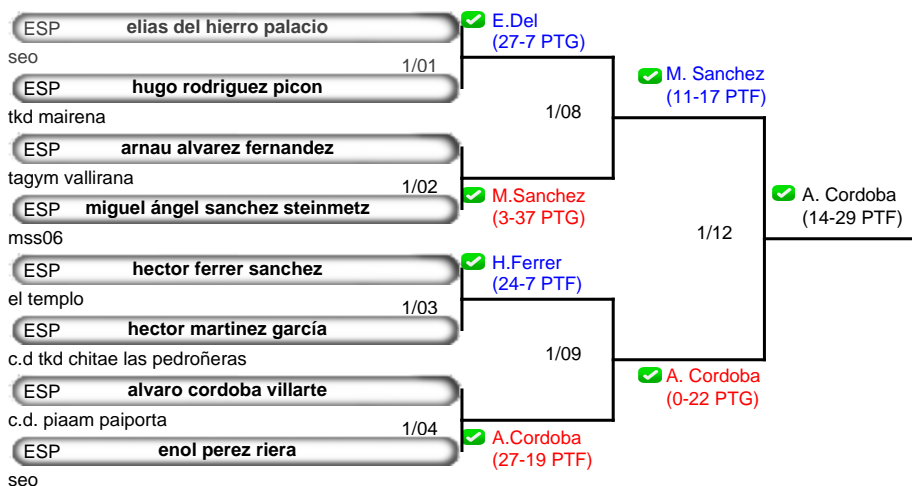 ESP elias del hierro palacio
seo
1/01
ESP hugo rodriguez picon
tkd mairena
ESP arnau alvarez fernandez
tagym vallirana
1/02
ESP miguel ángel sanchez steinmetz
mss06
ESP hector ferrer sanchez
el templo
1/03
ESP hector martinez garcía
c.d tkd chitae las pedroñeras
ESP alvaro cordoba villarte
c.d. piaam paiporta
1/04
ESP enol perez riera
seo
E.Del
(27-7 PTG)
1/08
M.Sanchez
(3-37 PTG)
H.Ferrer
(24-7 PTF)
1/09
A.Cordoba
(27-19 PTF)
M. Sanchez
(11-17 PTF)
1/12
A. Cordoba
(0-22 PTG)
A. Cordoba
(14-29 PTF)